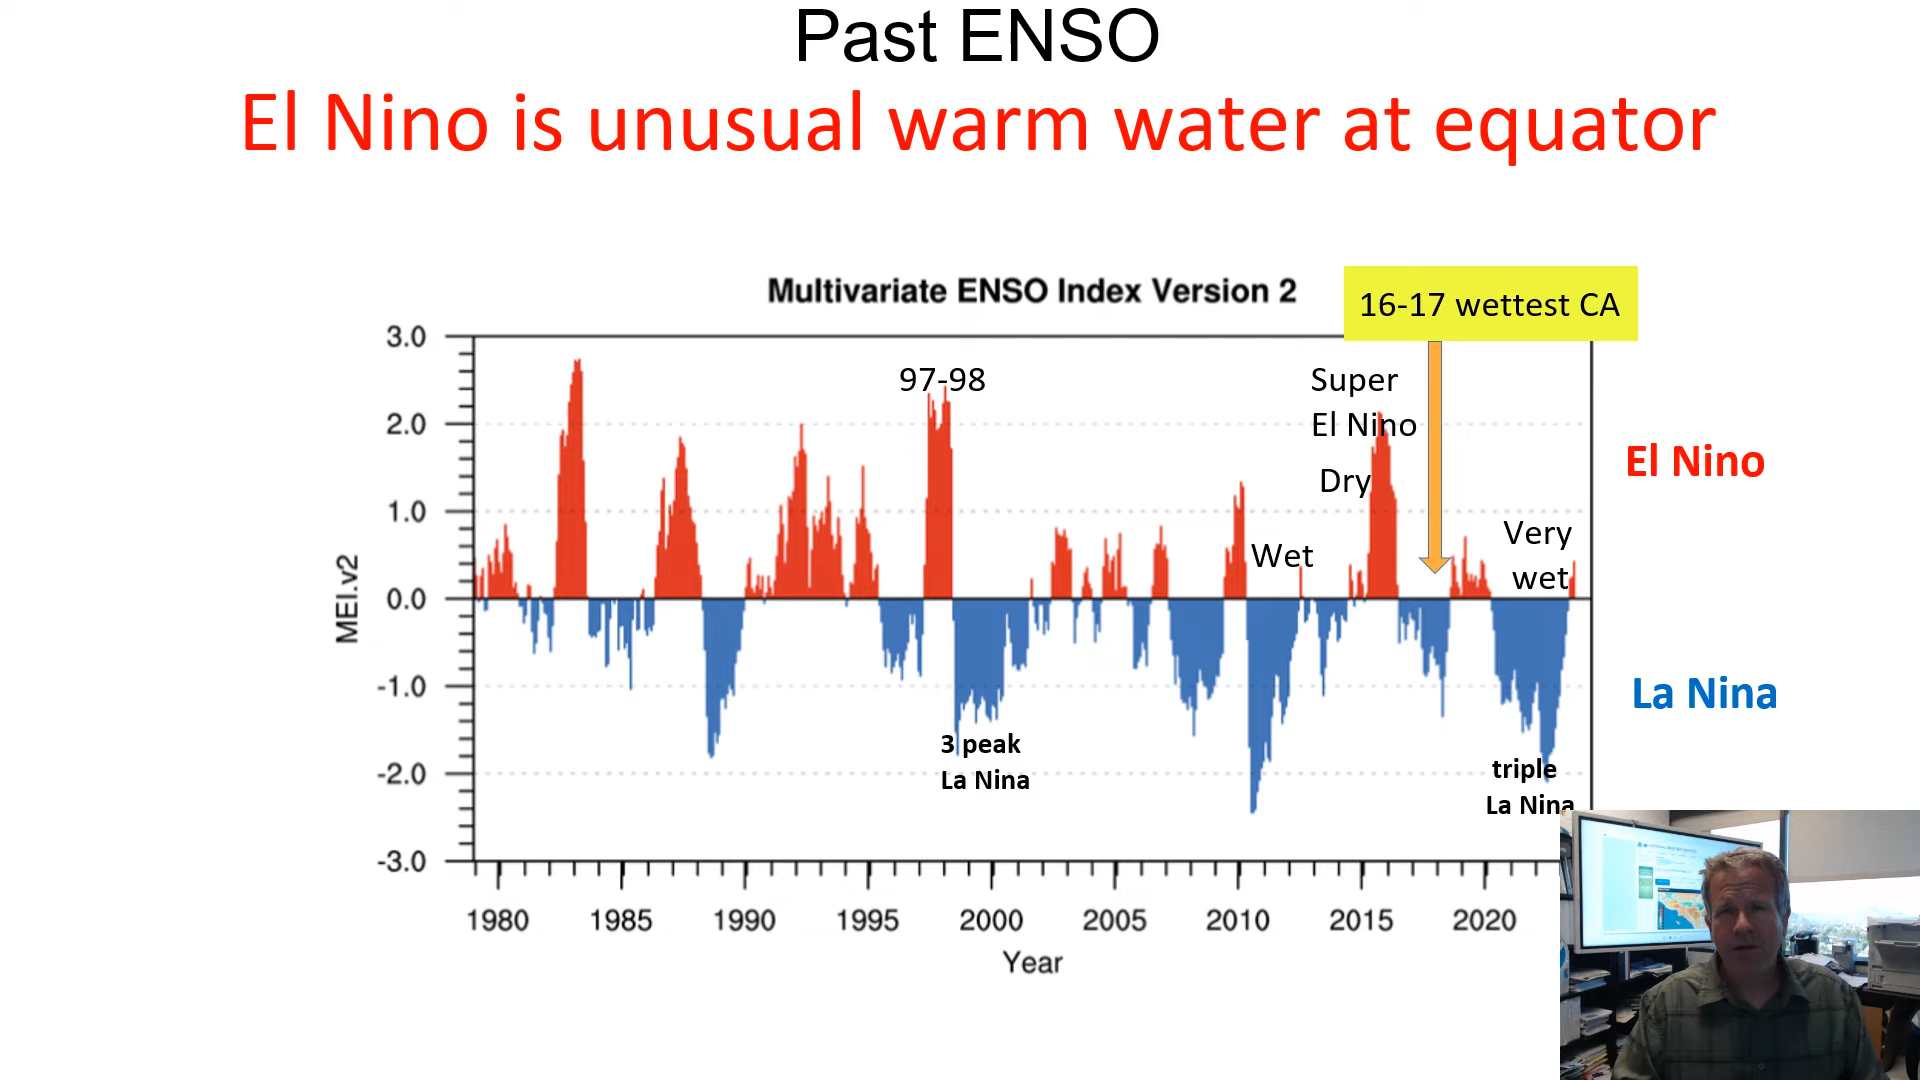 Past ENSO
El Nino is unusual warm water at equator
Multivariate ENSO Index Version 2
16-17 wettest CA
3.0
2.0
1.0
0.0
-1.0
-2.0
-3.0
MEI.v2
97-98
Super
El Nino
Dry
Wet
Very
wet
El Nino
La Nina
3 peak
La Nina
triple
La Nina
1980 1985 1990 1995 2000 2005 2010 2015 2020
Year